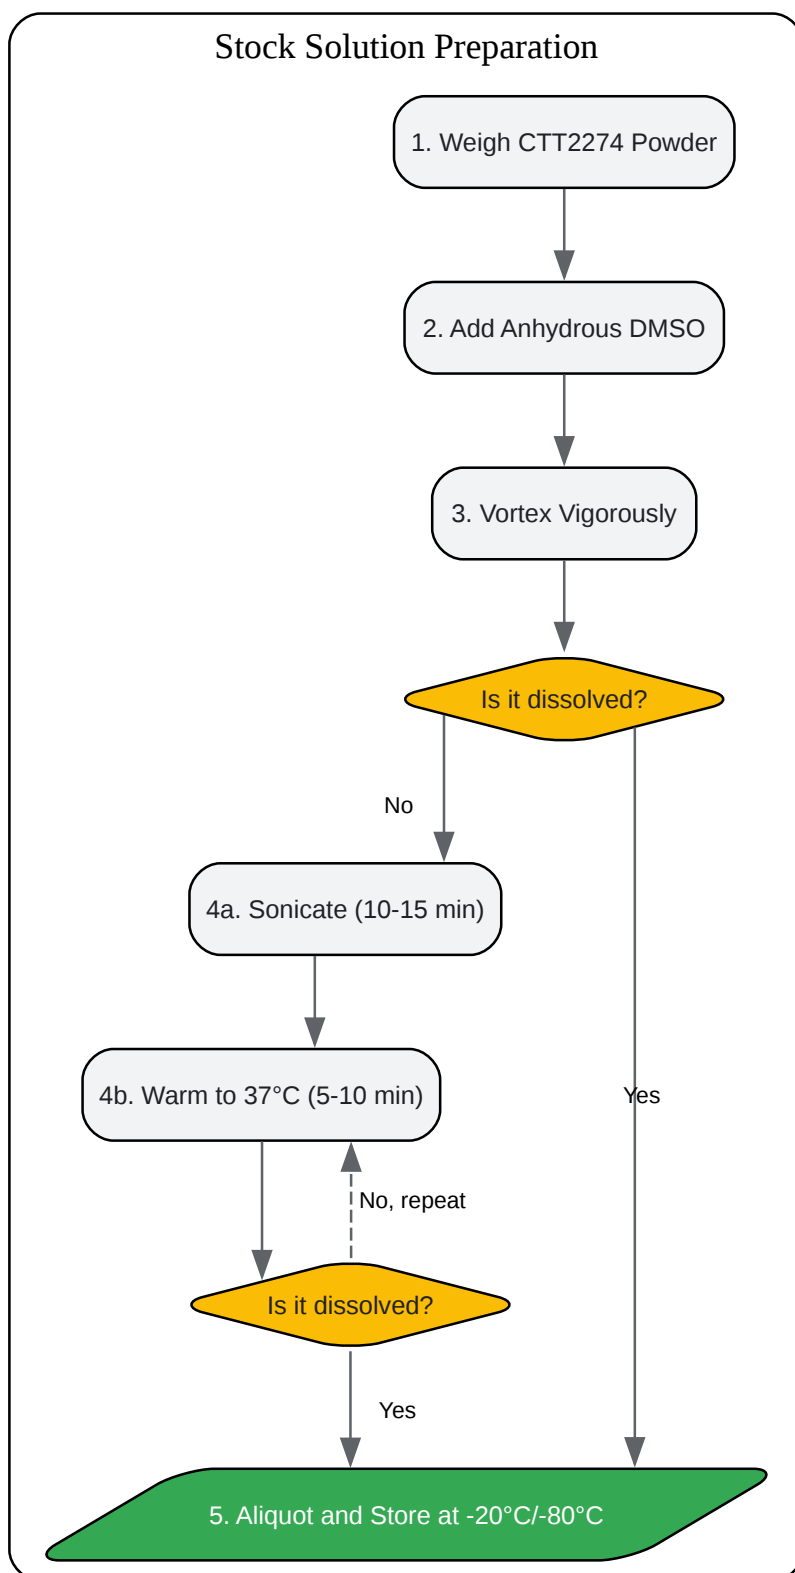 Stock Solution Preparation
1. Weigh CTT2274 Powder
2. Add Anhydrous DMSO
3. Vortex Vigorously
Is it dissolved?
No
4a. Sonicate (10-15 min)
4b. Warm to 37°C (5-10 min)
Yes
No, repeat
Is it dissolved?
Yes
5. Aliquot and Store at -20°C/-80°C